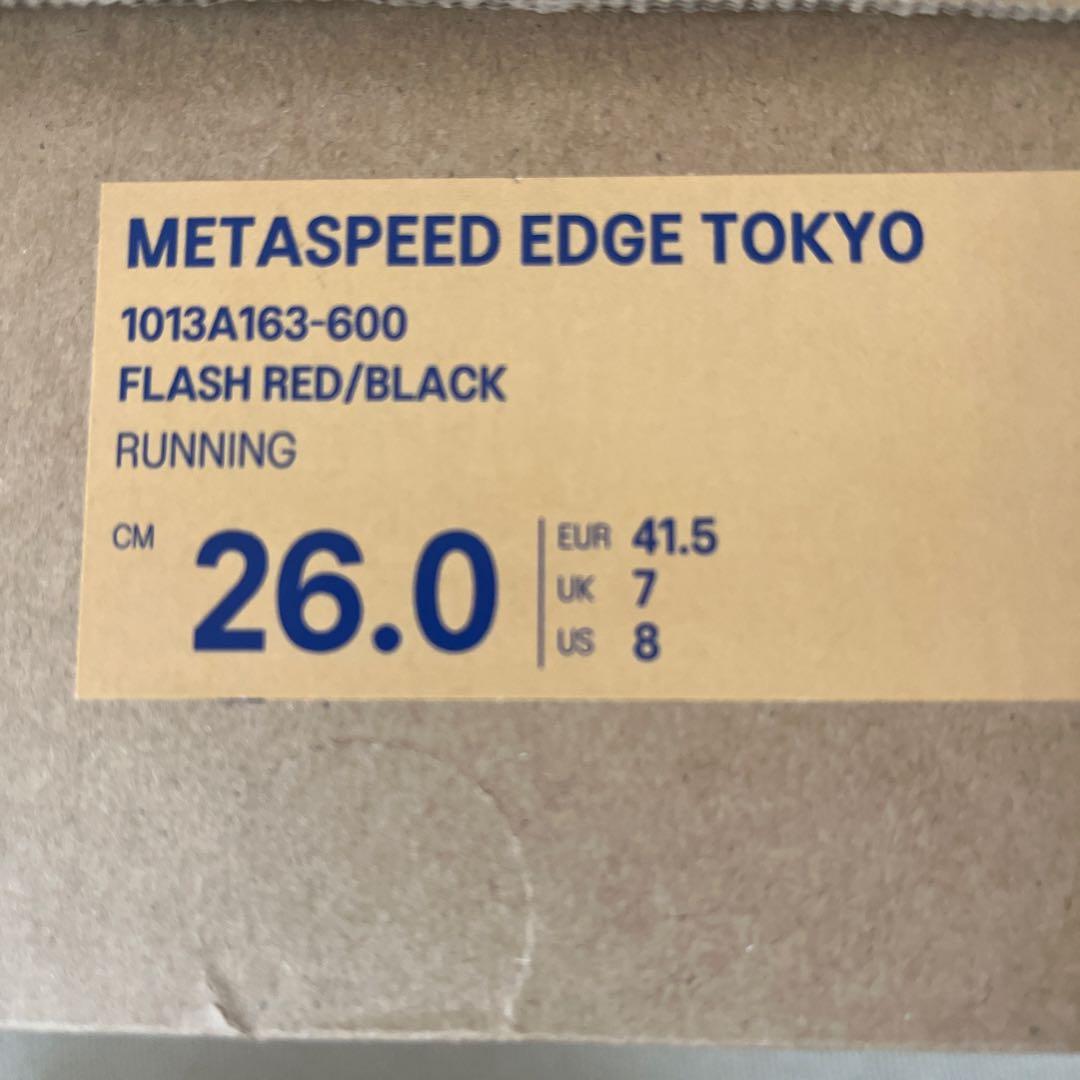 METASPEED EDGE TOKYO
1013A163-600
FLASH RED/BLACK
RUNNING
CM 26.0
EUR 41.5
UK 7
US 8